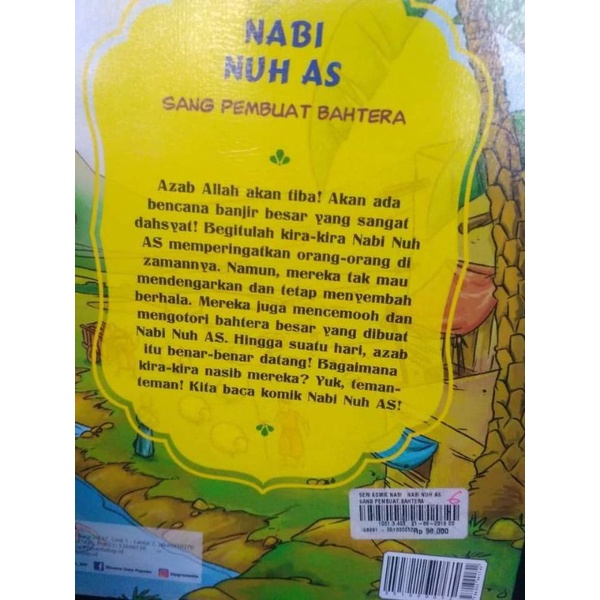 NABI
NUH AS
SANG PEMBUAT BAHTERA
Azab Allah akan tiba! Akan ada
bencana banjir besar yang sangat
dahsyat! Begitulah kira-kira Nabi Nuh
AS memperingatkan orang-orang di
zamannya. Namun, mereka tak mau
mendengarkan dan tetap menyembah
berhala. Mereka juga mencemooh dan
mengotori bahtera besar yang dibuat
Nabi Nuh AS. Hingga suatu hari, azab
itu benar-benar datang! Bagaimana
kira-kira nasib mereka? Yuk, teman-
teman! Kita baca komik Nabi Nuh AS!
SERI KOMIK NABI NABI NUH AS
SANG PEMBUAT BAHTERA
Rp